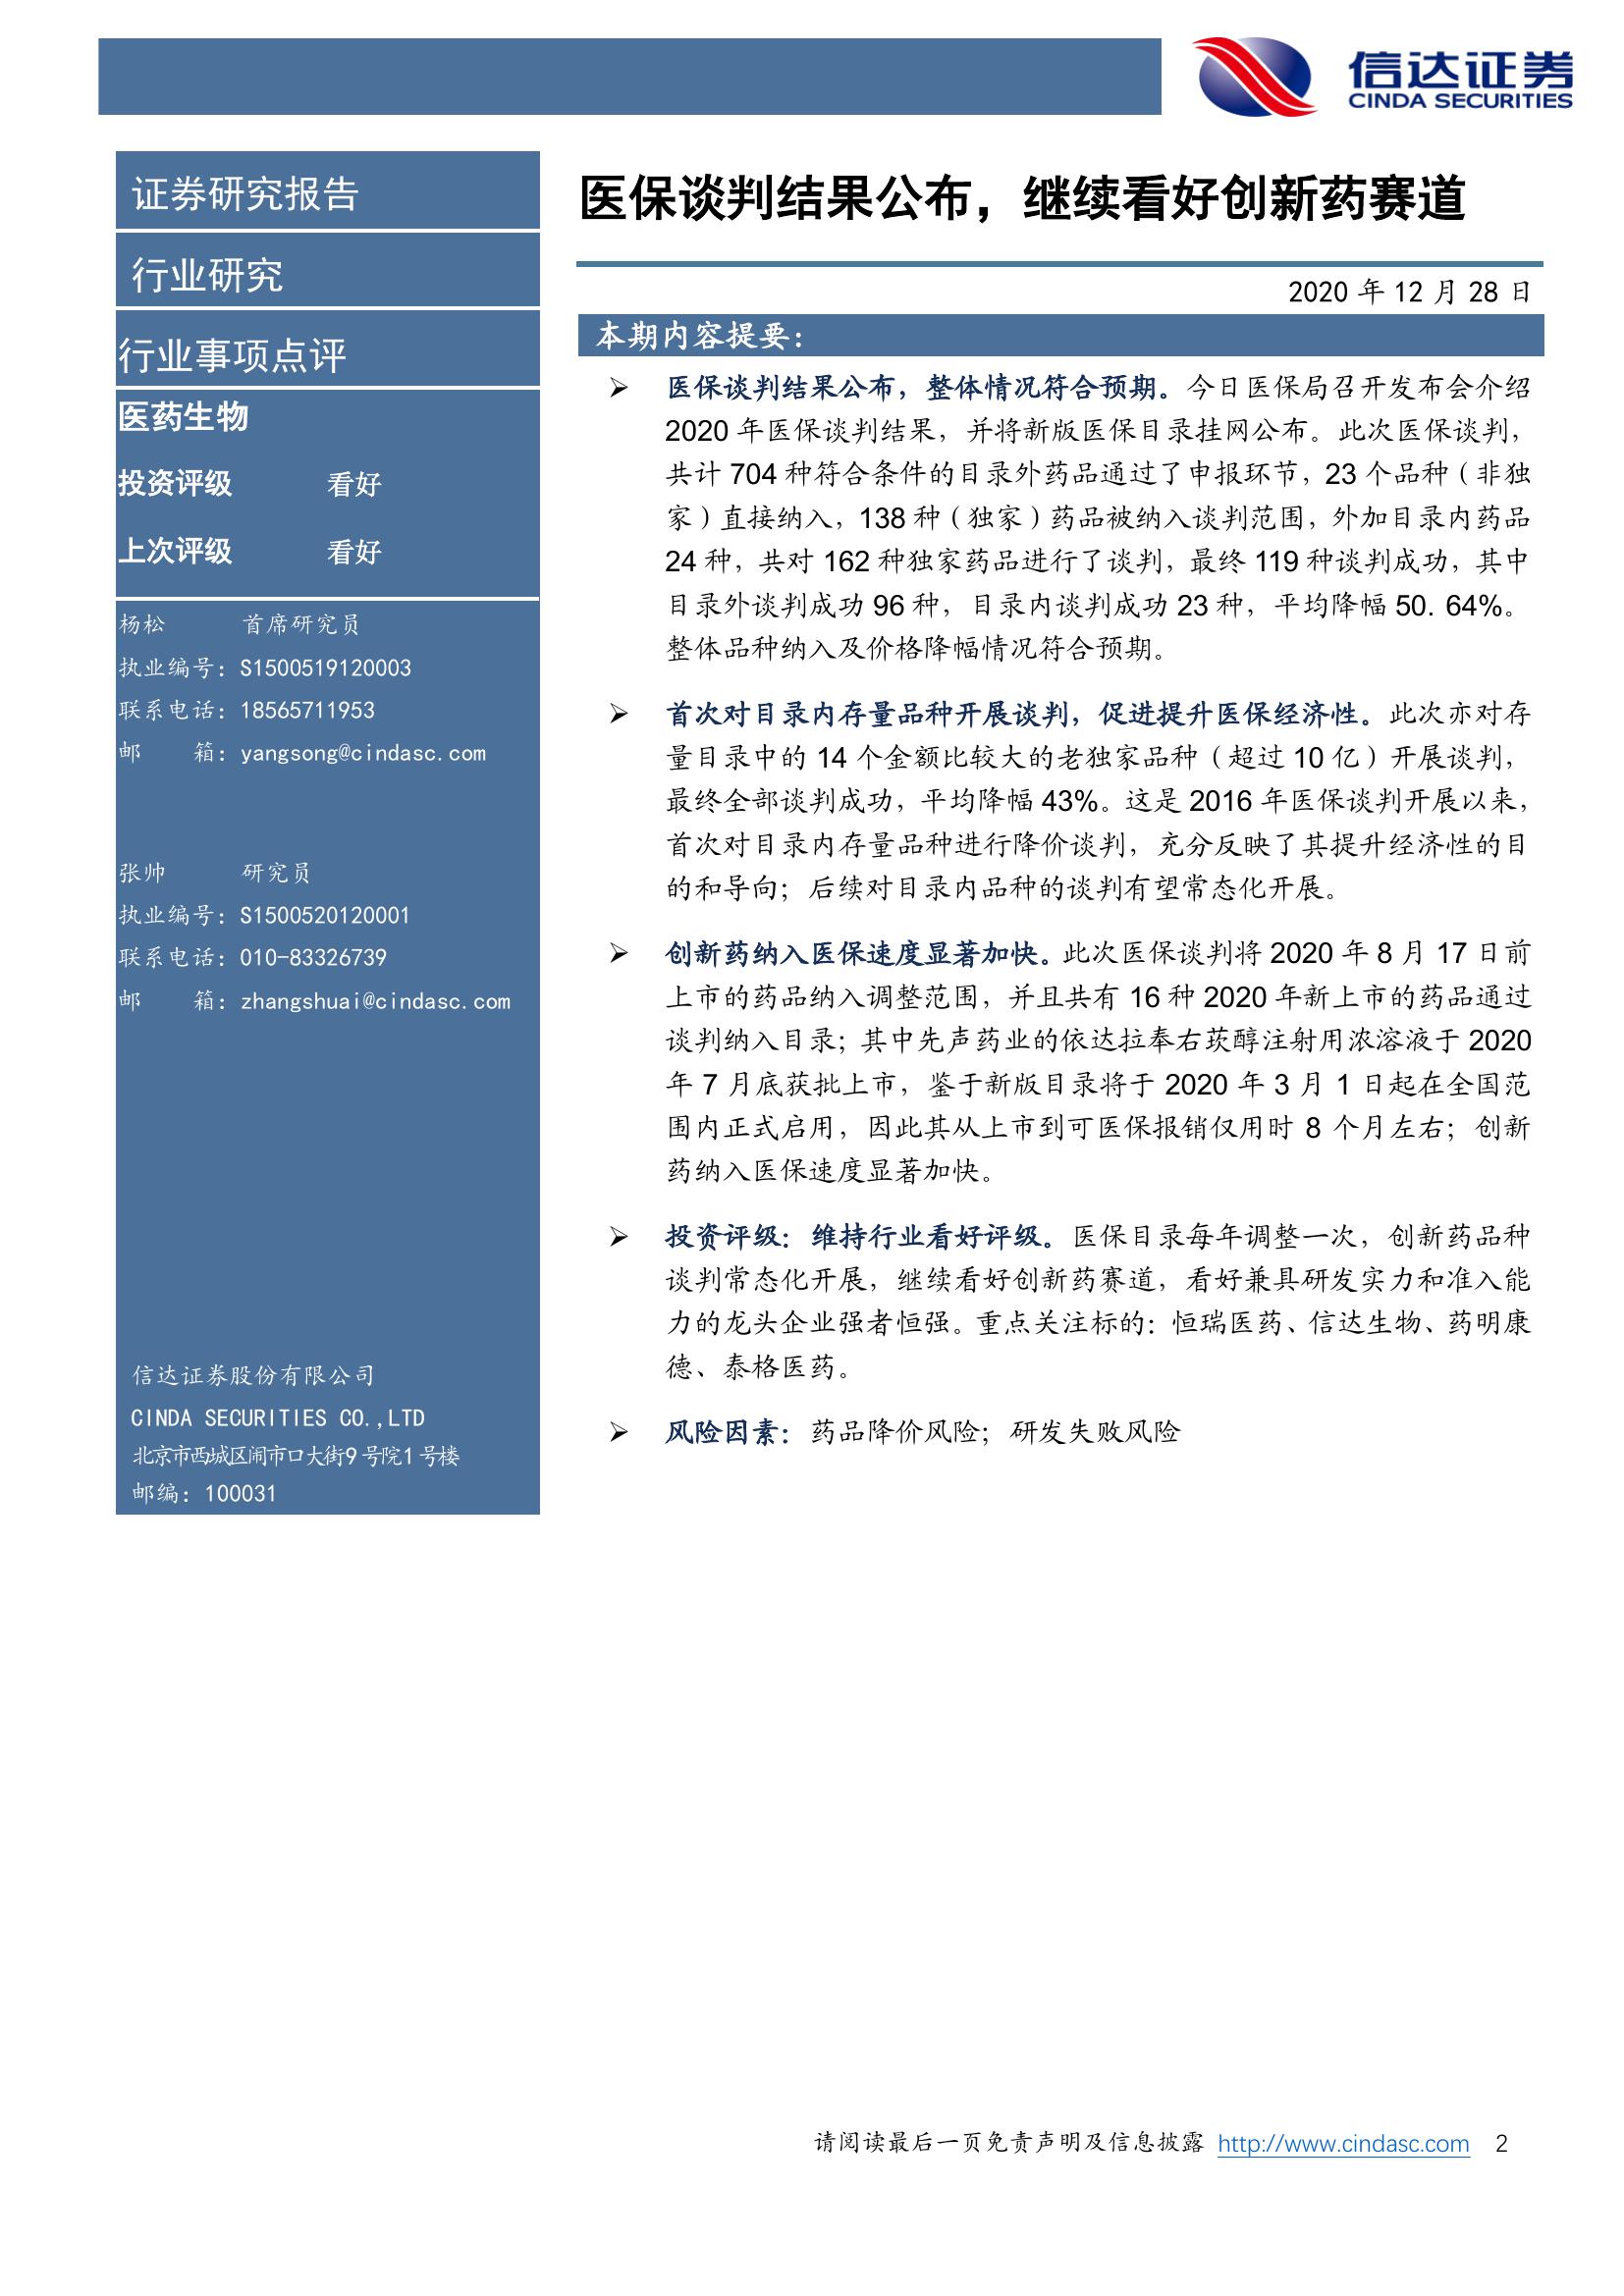 信达证券
CINDA SECURITIES
证券研究报告
行业研究
行业事项点评
医药生物
投资评级 看好
上次评级 看好
杨松 首席研究员
执业编号：S1500519120003
联系电话：18565711953
邮 箱：yangsong@cindasc.com
张帅 研究员
执业编号：S1500520120001
联系电话：010-83326739
邮 箱：zhangshuai@cindasc.com
信达证券股份有限公司
CINDA SECURITIES CO.,LTD
北京市西城区闹市口大街9号院1号楼
邮编：100031
医保谈判结果公布，继续看好创新药赛道
2020 年 12 月 28 日
本期内容提要：
➢ 医保谈判结果公布，整体情况符合预期。今日医保局召开发布会介绍
2020 年医保谈判结果，并将新版医保目录挂网公布。此次医保谈判，
共计 704 种符合条件的目录外药品通过了申报环节，23 个品种（非独
家）直接纳入，138 种（独家）药品被纳入谈判范围，外加目录内药品
24 种，共对 162 种独家药品进行了谈判，最终 119 种谈判成功，其中
目录外谈判成功 96 种，目录内谈判成功 23 种，平均降幅 50. 64%。
整体品种纳入及价格降幅情况符合预期。
➢ 首次对目录内存量品种开展谈判，促进提升医保经济性。此次亦对存
量目录中的 14 个金额比较大的老独家品种（超过 10 亿）开展谈判，
最终全部谈判成功，平均降幅 43%。这是 2016 年医保谈判开展以来，
首次对目录内存量品种进行降价谈判，充分反映了其提升经济性的目
的和导向；后续对目录内品种的谈判有望常态化开展。
➢ 创新药纳入医保速度显著加快。此次医保谈判将 2020 年 8 月 17 日前
上市的药品纳入调整范围，并且共有 16 种 2020 年新上市的药品通过
谈判纳入目录；其中先声药业的依达拉奉右莰醇注射用浓溶液于 2020
年 7 月底获批上市，鉴于新版目录将于 2020 年 3 月 1 日起在全国范
围内正式启用，因此其从上市到可医保报销仅用时 8 个月左右；创新
药纳入医保速度显著加快。
➢ 投资评级：维持行业看好评级。医保目录每年调整一次，创新药品种
谈判常态化开展，继续看好创新药赛道，看好兼具研发实力和准入能
力的龙头企业强者恒强。重点关注标的：恒瑞医药、信达生物、药明康
德、泰格医药。
➢ 风险因素：药品降价风险；研发失败风险
请阅读最后一页免责声明及信息披露 http://www.cindasc.com 2